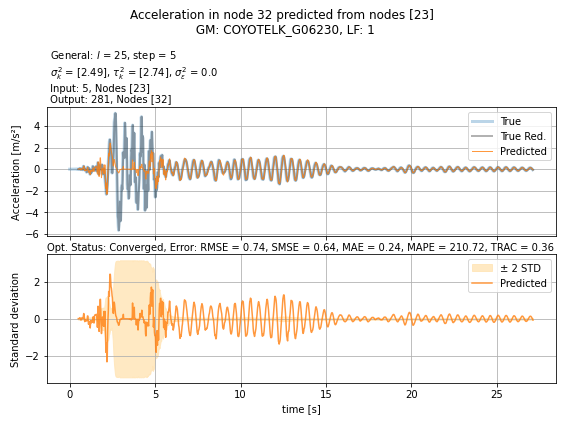 Acceleration in node 32 predicted from nodes [23]
GM: COYOTELK_G06230, LF: 1
General: l = 25, step = 5
σ²ₖ = [2.49], τ²ₖ = [2.74], σ²ε = 0.0
Input: 5, Nodes [23]
Output: 281, Nodes [32]
Acceleration [m/s²]
4
2
0
−2
−4
−6
True
True Red.
Predicted
Opt. Status: Converged, Error: RMSE = 0.74, SMSE = 0.64, MAE = 0.24, MAPE = 210.72, TRAC = 0.36
Standard deviation
2
0
−2
± 2 STD
Predicted
0 5 10 15 20 25
time [s]